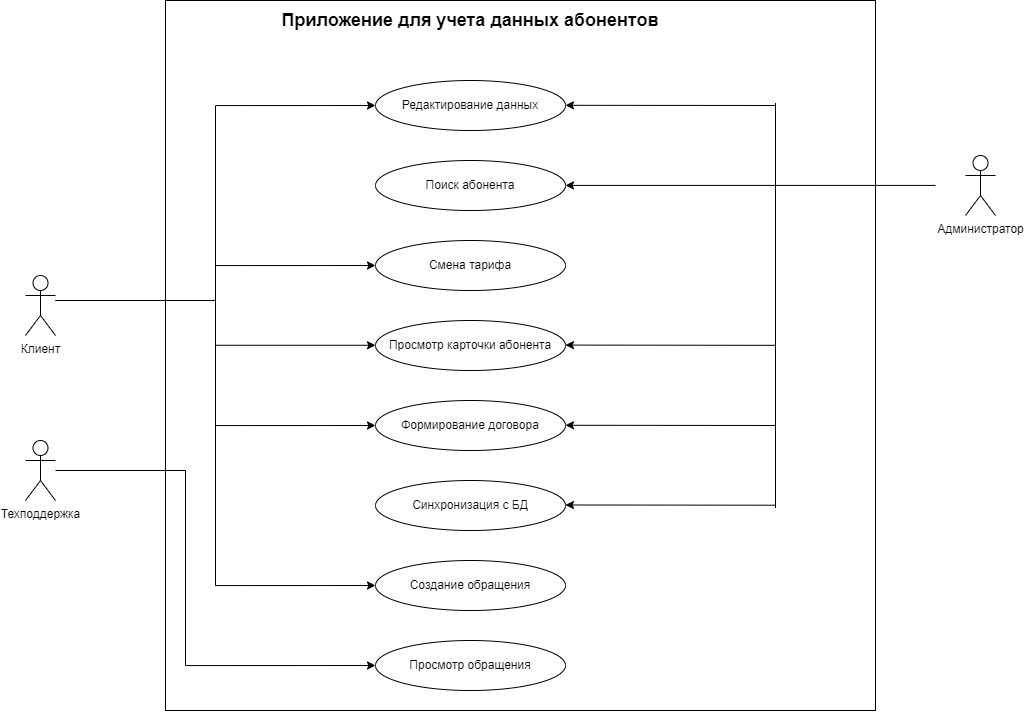 Приложение для учета данных абонентов
Редактирование данных
Поиск абонента
Администратор
Смена тарифа
Клиент
Просмотр карточки абонента
Формирование договора
Техподдержка
Синхронизация с БД
Создание обращения
Просмотр обращения